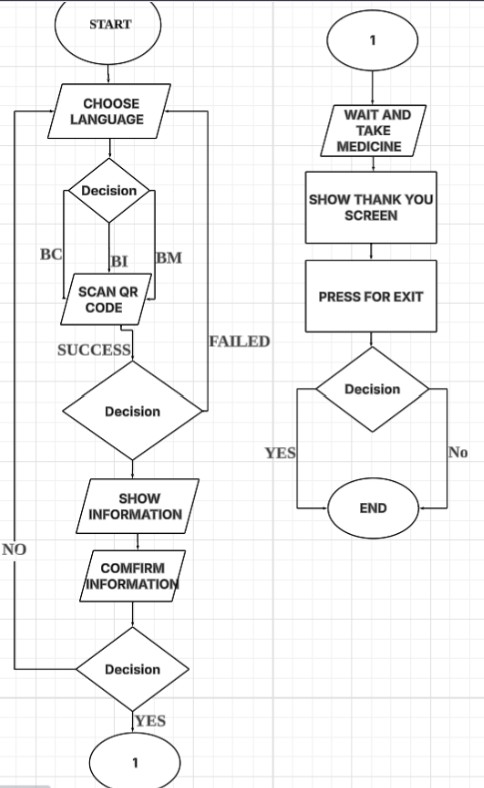 START
CHOOSE
LANGUAGE
Decision
BC
BI
BM
SCAN QR
CODE
SUCCESS
FAILED
Decision
SHOW
INFORMATION
NO
COMFIRM
INFORMATION
Decision
YES
1
1
WAIT AND
TAKE
MEDICINE
SHOW THANK YOU
SCREEN
PRESS FOR EXIT
Decision
YES
No
END